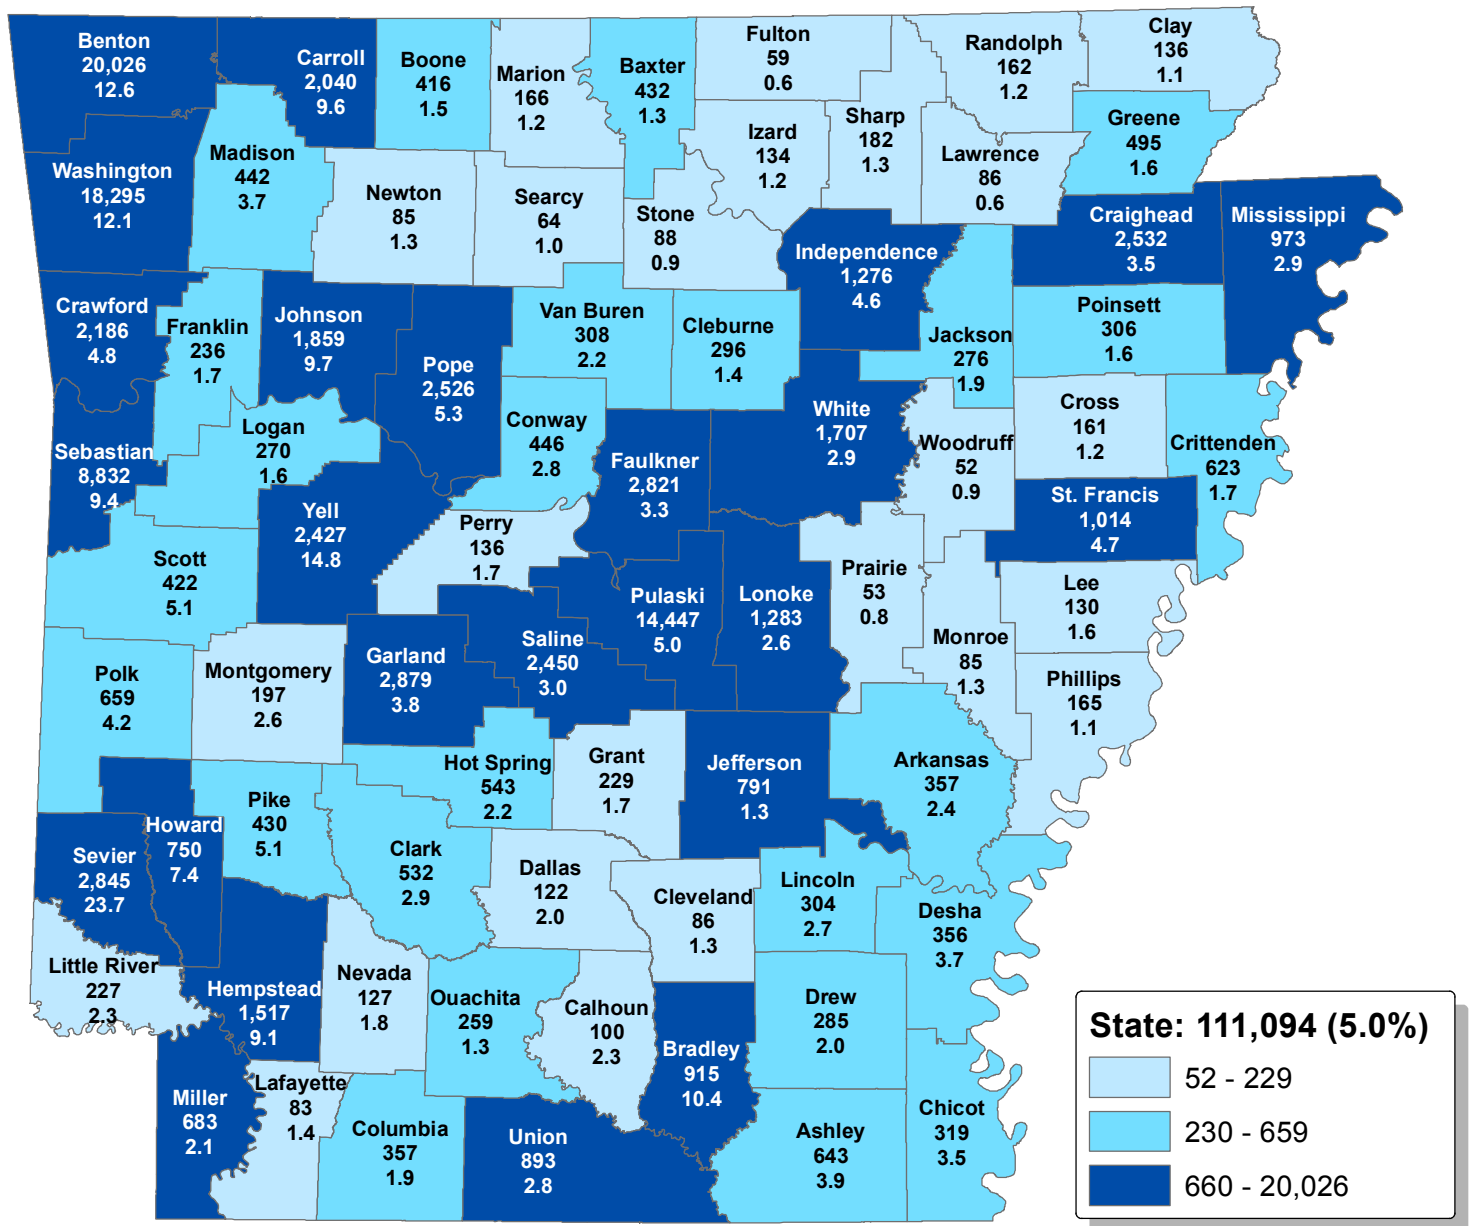 Benton
20,026
12.6
Carroll
2,040
9.6
Boone
416
1.5
Marion
166
1.2
Baxter
432
1.3
Fulton
59
0.6
Randolph
162
1.2
Clay
136
1.1
Washington
18,295
12.1
Madison
442
3.7
Newton
85
1.3
Searcy
64
1.0
Stone
88
0.9
Izard
134
1.2
Sharp
182
1.3
Lawrence
86
0.6
Greene
495
1.6
Independence
1,276
4.6
Craighead
2,532
3.5
Mississippi
973
2.9
Crawford
2,186
4.8
Franklin
236
1.7
Johnson
1,859
9.7
Pope
2,526
5.3
Van Buren
308
2.2
Cleburne
296
1.4
Jackson
276
1.9
Poinsett
306
1.6
Sebastian
8,832
9.4
Logan
270
1.6
Conway
446
2.8
Faulkner
2,821
3.3
White
1,707
2.9
Woodruff
52
0.9
Cross
161
1.2
Crittenden
623
1.7
Scott
422
5.1
Yell
2,427
14.8
Perry
136
1.7
Pulaski
14,447
5.0
Lonoke
1,283
2.6
Prairie
53
0.8
St. Francis
1,014
4.7
Lee
130
1.6
Polk
659
4.2
Montgomery
197
2.6
Garland
2,879
3.8
Saline
2,450
3.0
Monroe
85
1.3
Phillips
165
1.1
Hot Spring
543
2.2
Grant
229
1.7
Jefferson
791
1.3
Arkansas
357
2.4
Sevier
2,845
23.7
Howard
750
7.4
Pike
430
5.1
Clark
532
2.9
Dallas
122
2.0
Cleveland
86
1.3
Lincoln
304
2.7
Desha
356
3.7
Little River
227
2.3
Hempstead
1,517
9.1
Nevada
127
1.8
Ouachita
259
1.3
Calhoun
100
2.3
Bradley
915
10.4
Drew
285
2.0
Miller
683
2.1
Lafayette
83
1.4
Columbia
357
1.9
Union
893
2.8
Ashley
643
3.9
Chicot
319
3.5
State: 111,094 (5.0%)
52 - 229
230 - 659
660 - 20,026